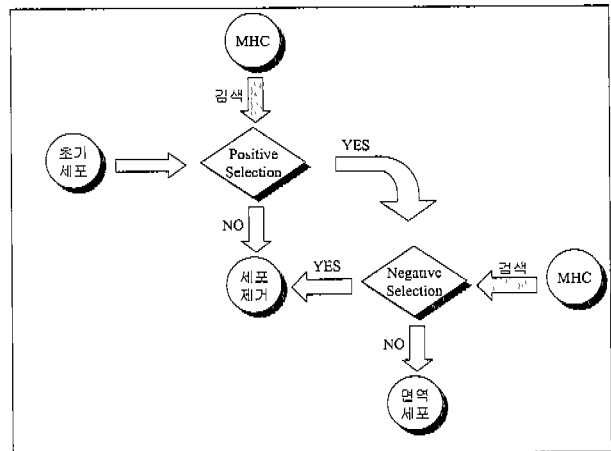 MHC
검색
초기
세포
Positive
Selection
YES
NO
세포
제거
YES
Negative
Selection
검색
MHC
NO
면역
세포